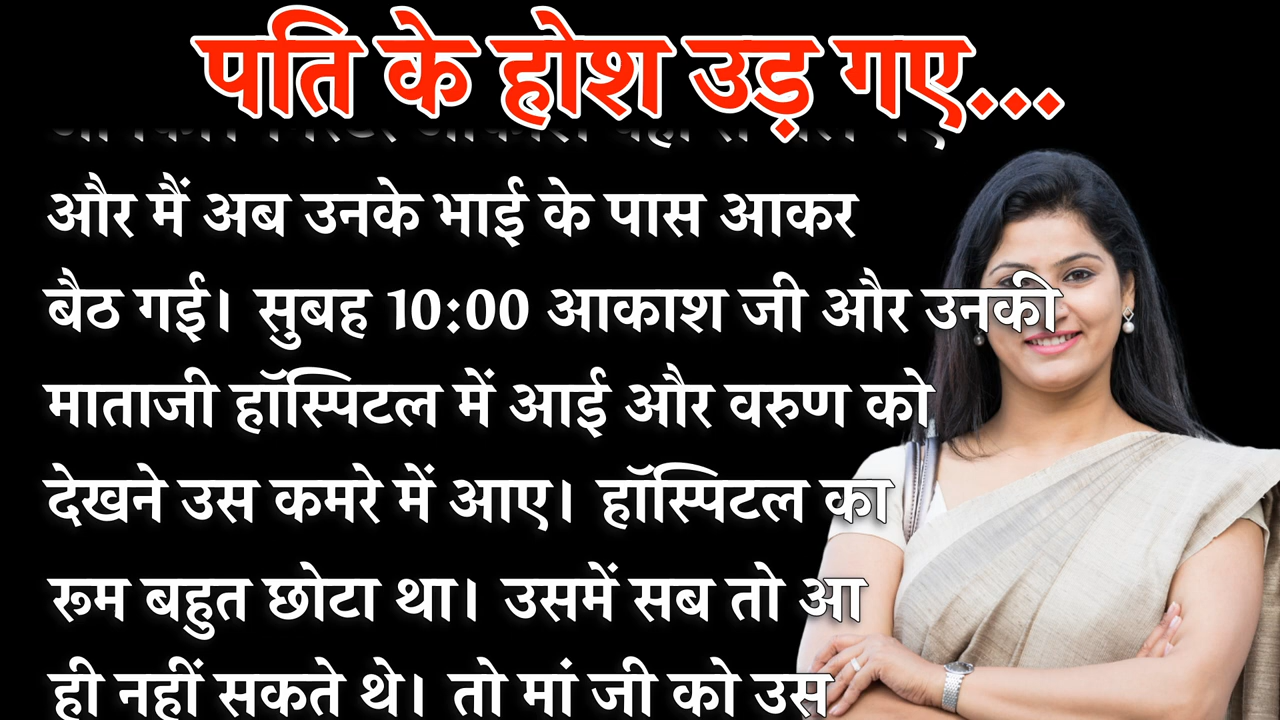 पति के होश उड़ गए...
और मैं अब उनके भाई के पास आकर
बैठ गई। सुबह 10:00 आकाश जी और उनकी
माताजी हॉस्पिटल में आई और वरुण को
देखने उस कमरे में आए। हॉस्पिटल का
रूम बहुत छोटा था। उसमें सब तो आ
ही नहीं सकते थे। तो मां जी को उस